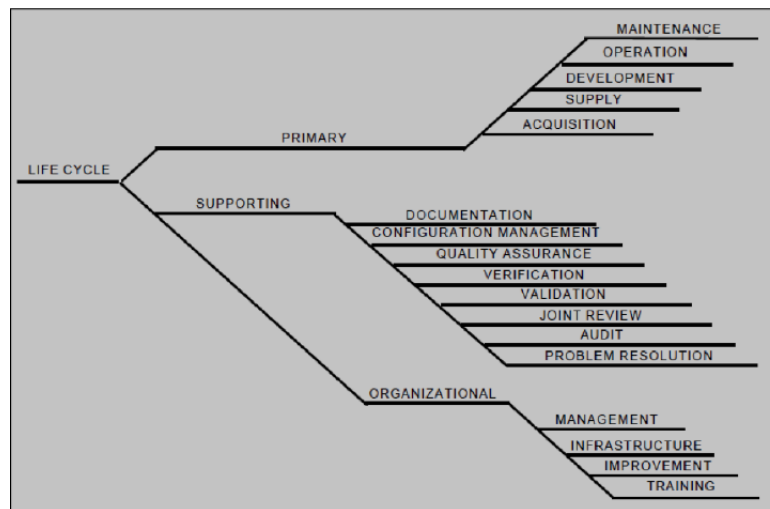 MAINTENANCE
OPERATION
DEVELOPMENT
SUPPLY
ACQUISITION
PRIMARY
LIFE CYCLE
SUPPORTING
DOCUMENTATION
CONFIGURATION MANAGEMENT
QUALITY ASSURANCE
VERIFICATION
VALIDATION
JOINT REVIEW
AUDIT
PROBLEM RESOLUTION
ORGANIZATIONAL
MANAGEMENT
INFRASTRUCTURE
IMPROVEMENT
TRAINING